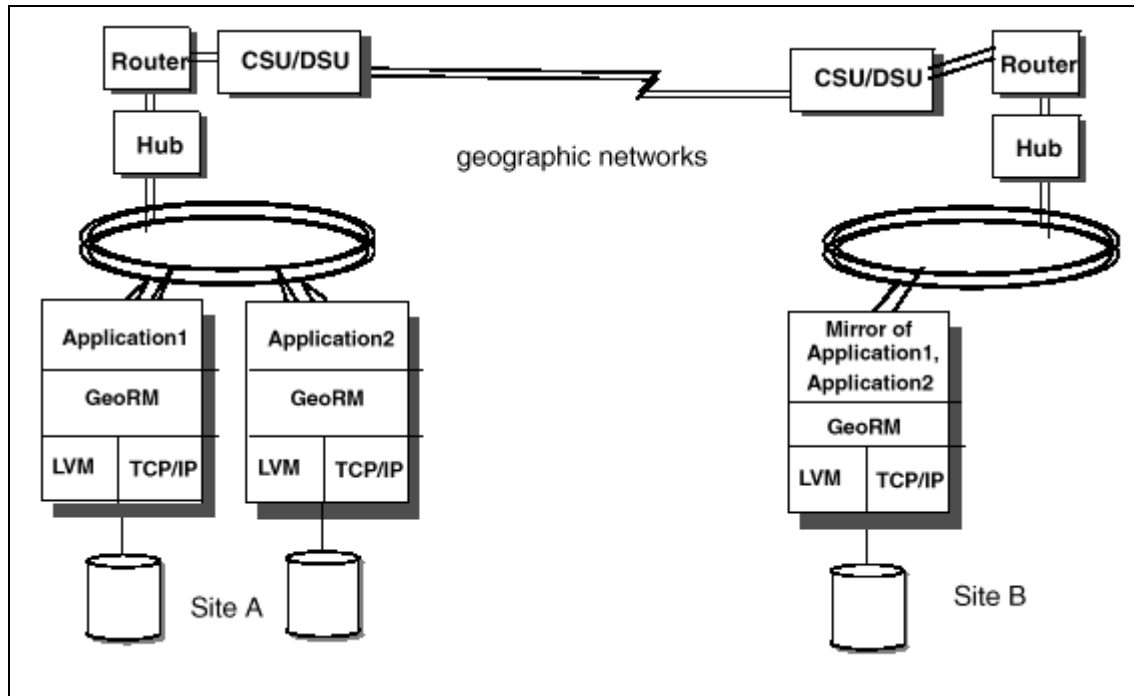 Router
CSU/DSU
CSU/DSU
Router
Hub
Hub
geographic networks
Application1
GeoRM
LVM
TCP/IP
Application2
GeoRM
LVM
TCP/IP
Mirror of
Application1,
Application2
GeoRM
LVM
TCP/IP
Site A
Site B